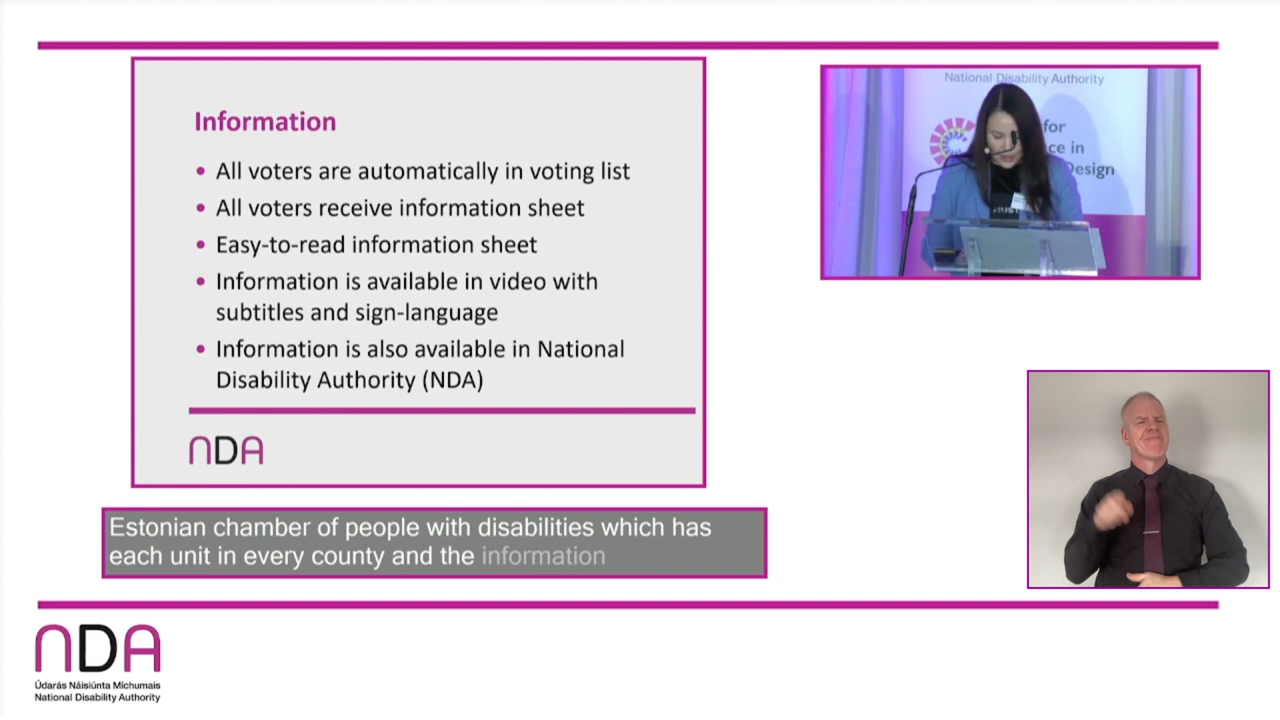 Information
• All voters are automatically in voting list
• All voters receive information sheet
• Easy-to-read information sheet
• Information is available in video with
subtitles and sign-language
• Information is also available in National
Disability Authority (NDA)
NDA
National Disability Authority
for
ce in
Design
Estonian chamber of people with disabilities which has
each unit in every county and the information
NDA
Údarás Náisiúnta Míchumais
National Disability Authority